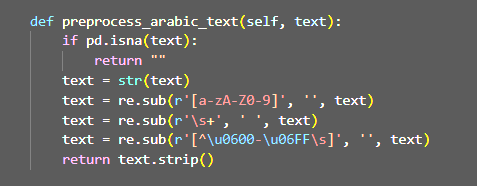 def preprocess_arabic_text(self, text):
    if pd.isna(text):
        return ""
    text = str(text)
    text = re.sub(r'[a-zA-Z0-9]', '', text)
    text = re.sub(r'\s+', ' ', text)
    text = re.sub(r'[^\u0600-\u06FF\s]', '', text)
    return text.strip()